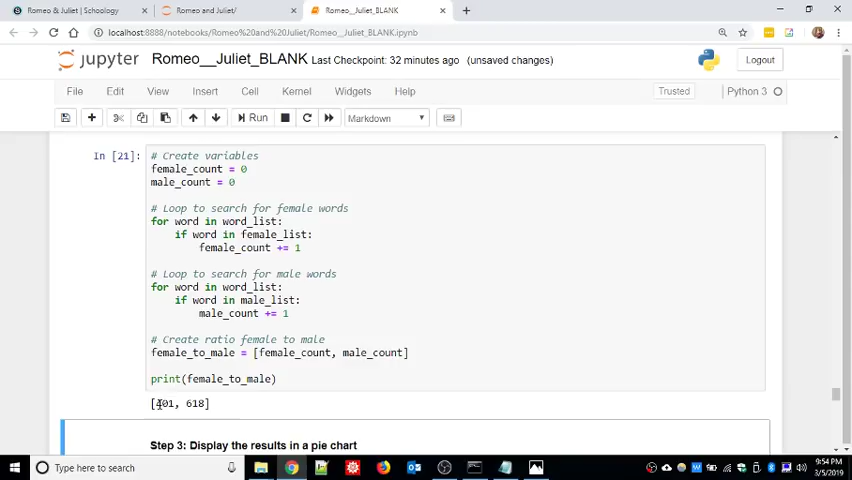 Romeo & Juliet | Schoology
Romeo and Juliet/
Romeo__Juliet_BLANK
localhost:8888/notebooks/Romeo%20and%20Juliet/Romeo__Juliet_BLANK.ipynb
jupyter Romeo__Juliet_BLANK Last Checkpoint: 32 minutes ago (unsaved changes)
Logout
File Edit View Insert Cell Kernel Widgets Help
Trusted
Python 3
Run
Markdown
In [21]:
# Create variables
female_count = 0
male_count = 0
# Loop to search for female words
for word in word_list:
if word in female_list:
female_count += 1
# Loop to search for male words
for word in word_list:
if word in male_list:
male_count += 1
# Create ratio female to male
female_to_male = [female_count, male_count]
print(female_to_male)
618]
Step 3: Display the results in a pie chart
Type here to search
9:54 PM
3/5/2019